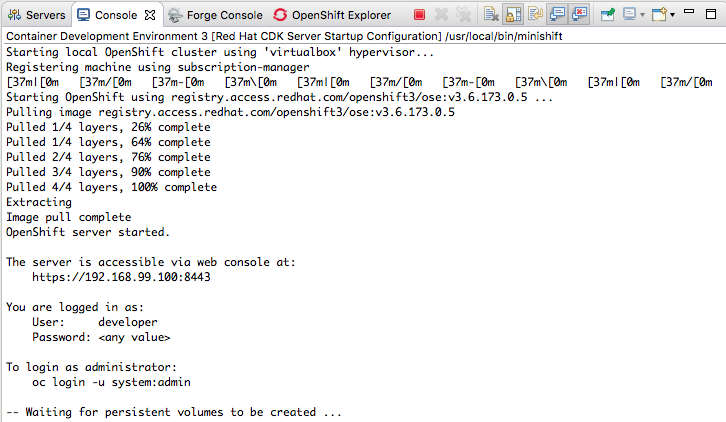 Servers Console Forge Console OpenShift Explorer
Container Development Environment 3 [Red Hat CDK Server Startup Configuration] /usr/local/bin/minishift
Starting local OpenShift cluster using 'virtualbox' hypervisor...
Registering machine using subscription-manager
[37m|[0m [37m/[0m [37m-[0m [37m\[0m [37m|[0m [37m/[0m [37m-[0m [37m\[0m [37m|[0m [37m/[0m
Starting OpenShift using registry.access.redhat.com/openshift3/ose:v3.6.173.0.5 ...
Pulling image registry.access.redhat.com/openshift3/ose:v3.6.173.0.5
Pulled 1/4 layers, 26% complete
Pulled 1/4 layers, 64% complete
Pulled 2/4 layers, 76% complete
Pulled 3/4 layers, 90% complete
Pulled 4/4 layers, 100% complete
Extracting
Image pull complete
OpenShift server started.
The server is accessible via web console at:
https://192.168.99.100:8443
You are logged in as:
User: developer
Password: <any value>
To login as administrator:
oc login -u system:admin
-- Waiting for persistent volumes to be created ...